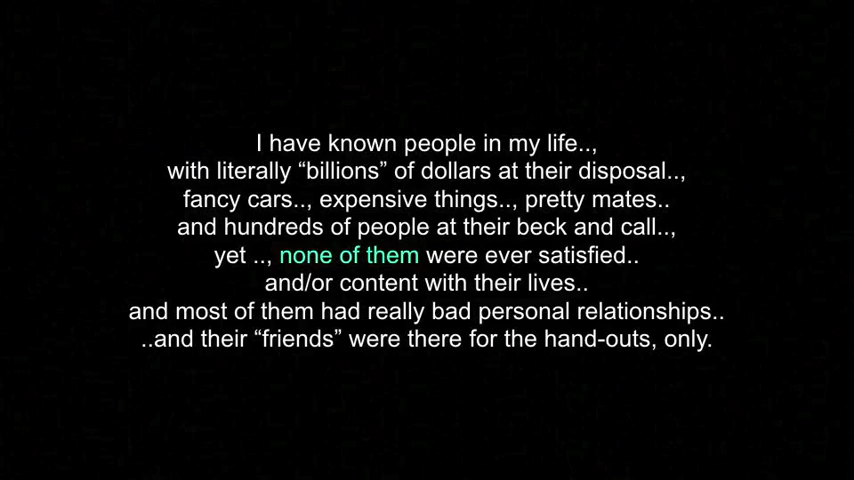 I have known people in my life..,
with literally “billions” of dollars at their disposal..,
fancy cars.., expensive things.., pretty mates..
and hundreds of people at their beck and call..,
yet .., none of them were ever satisfied..
and/or content with their lives..
and most of them had really bad personal relationships..
..and their “friends” were there for the hand-outs, only.